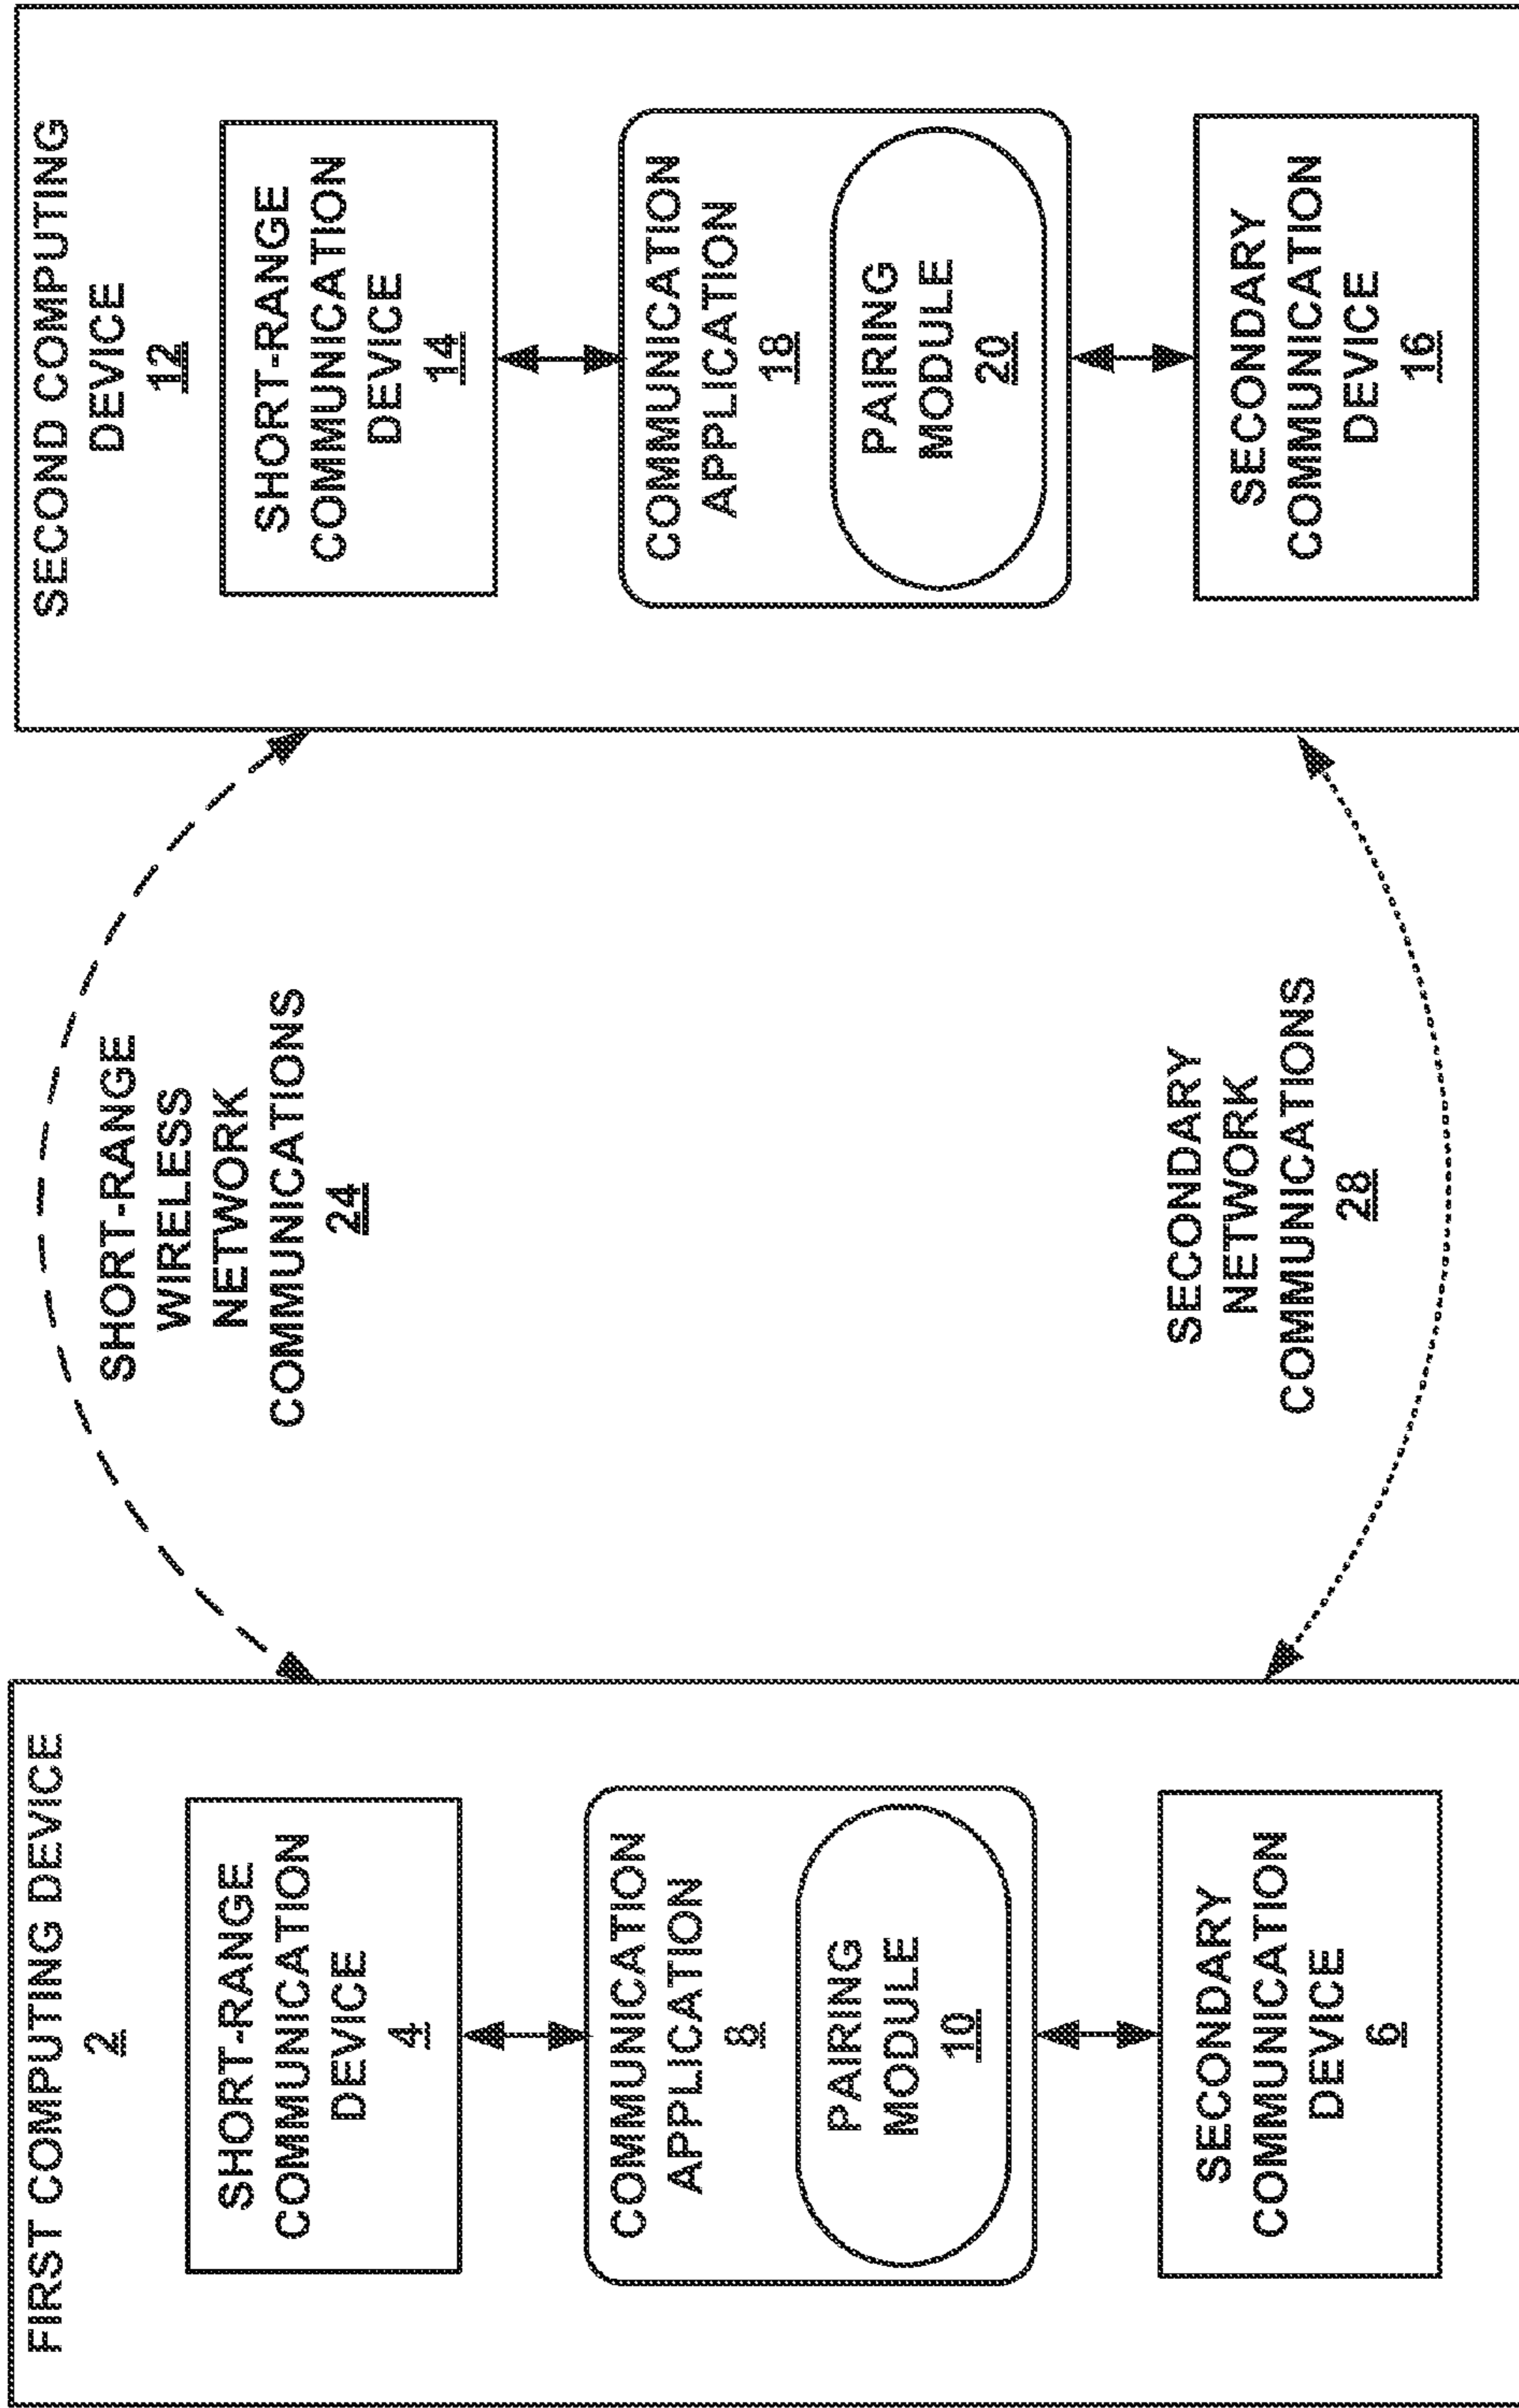 FIRST COMPUTING DEVICE
2
SHORT-RANGE
COMMUNICATION
DEVICE
4
COMMUNICATION
APPLICATION
8
PAIRING
MODULE
10
SECONDARY
COMMUNICATION
DEVICE
6
SHORT-RANGE
WIRELESS
NETWORK
COMMUNICATIONS
24
SECONDARY
NETWORK
COMMUNICATIONS
28
SECOND COMPUTING
DEVICE
12
SHORT-RANGE
COMMUNICATION
DEVICE
14
COMMUNICATION
APPLICATION
18
PAIRING
MODULE
20
SECONDARY
COMMUNICATION
DEVICE
16